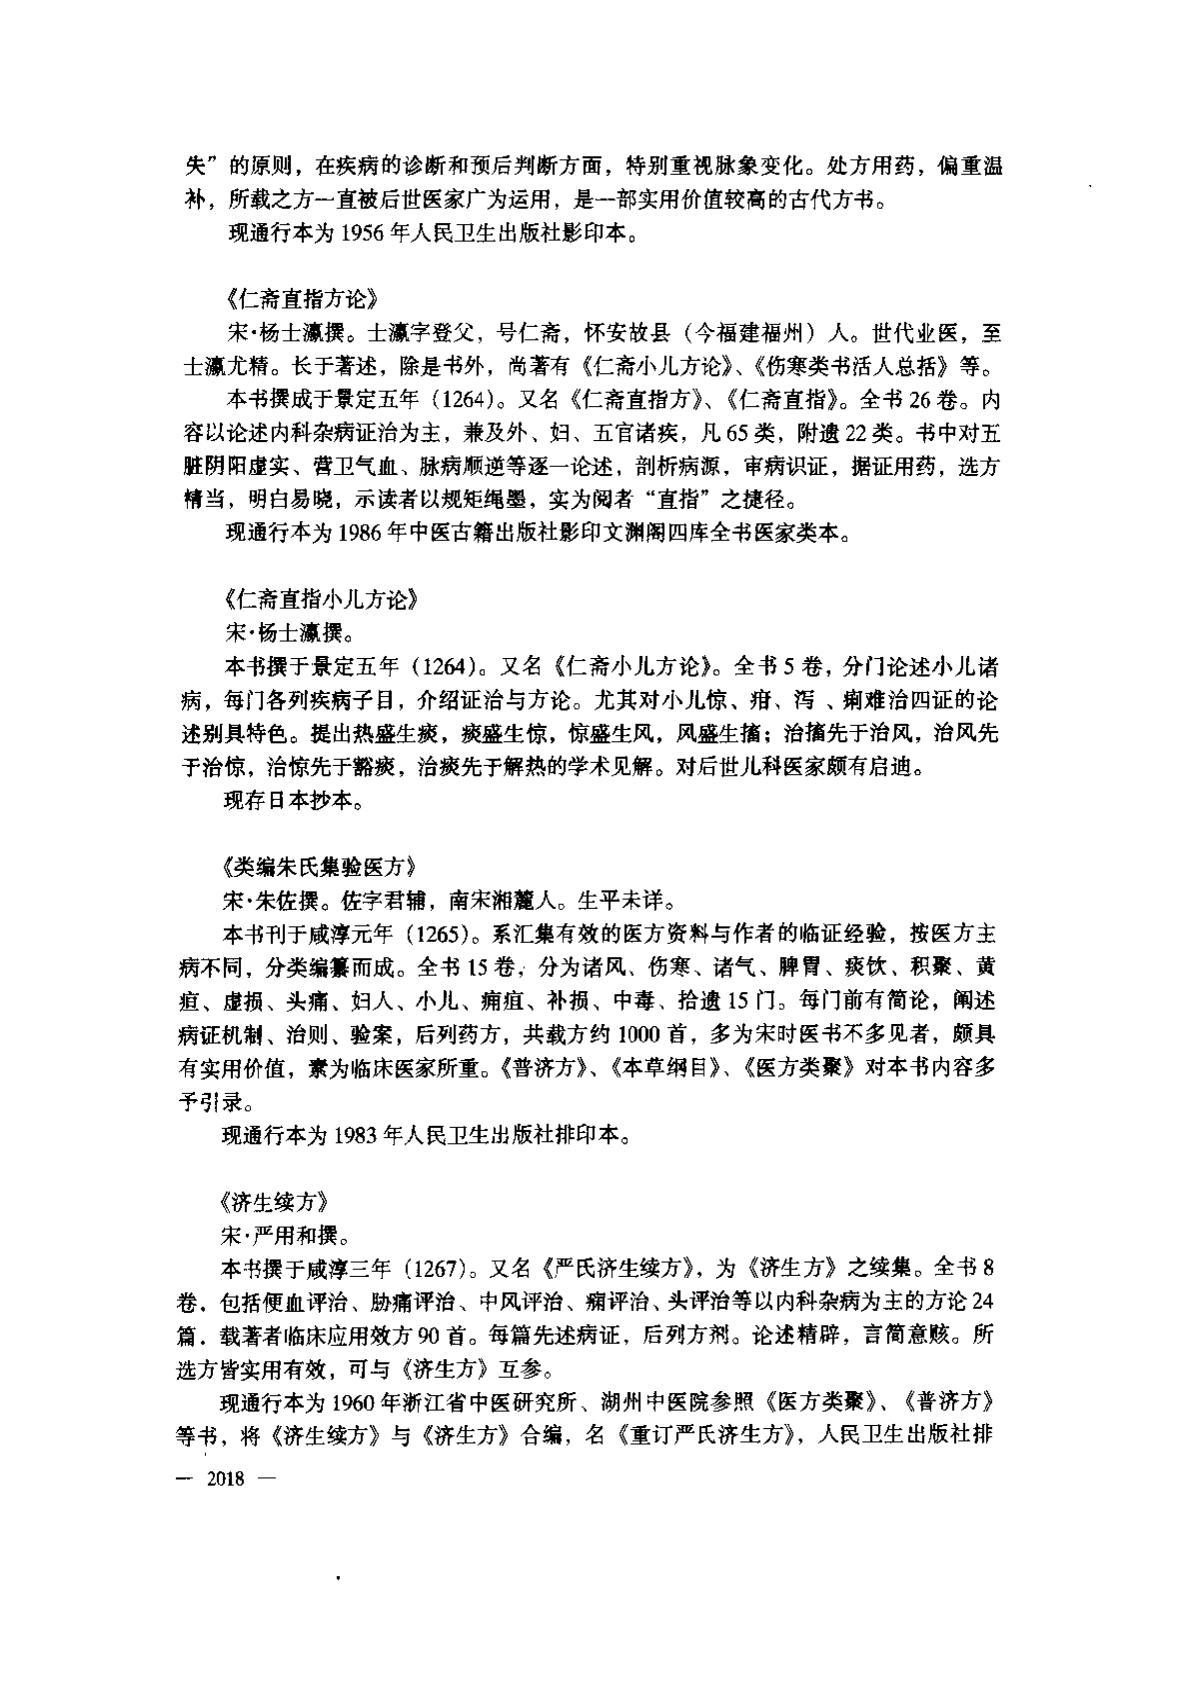 失”的原则，在疾病的诊断和预后判断方面，特别重视脉象变化。处方用药，偏重温
补，所载之方一直被后世医家广为运用，是一部实用价值较高的古代方书。
现通行本为 1956 年人民卫生出版社影印本。
《仁斋直指方论》
宋·杨士瀛撰。士瀛字登父，号仁斋，怀安故县（今福建福州）人。世代业医，至
士瀛尤精。长于著述，除是书外，尚著有《仁斋小儿方论》、《伤寒类书活人总括》等。
本书撰成于景定五年（1264）。又名《仁斋直指方》、《仁斋直指》。全书 26 卷。内
容以论述内科杂病证治为主，兼及外、妇、五官诸疾，凡 65 类，附遗 22 类。书中对五
脏阴阳虚实、营卫气血、脉病顺逆等逐一论述，剖析病源，审病识证，据证用药，选方
精当，明白易晓，示读者以规矩绳墨，实为阅者“直指”之捷径。
现通行本为 1986 年中医古籍出版社影印文渊阁四库全书医家类本。
《仁斋直指小儿方论》
宋·杨士瀛撰。
本书撰于景定五年（1264）。又名《仁斋小儿方论》。全书 5 卷，分门论述小儿诸
病，每门各列疾病子目，介绍证治与方论。尤其对小儿惊、疳、泻 、痢难治四证的论
述别具特色。提出热盛生痰，痰盛生惊，惊盛生风，风盛生搐；治搐先于治风，治风先
于治惊，治惊先于豁痰，治痰先于解热的学术见解。对后世儿科医家颇有启迪。
现存日本抄本。
《类编朱氏集验医方》
宋·朱佐撰。佐字君辅，南宋湘麓人。生平未详。
本书刊于咸淳元年（1265）。系汇集有效的医方资料与作者的临证经验，按医方主
病不同，分类编纂而成。全书 15 卷，分为诸风、伤寒、诸气、脾胃、痰饮、积聚、黄
疸、虚损、头痛、妇人、小儿、痈疽、补损、中毒、拾遗 15 门。每门前有简论，阐述
病证机制、治则、验案，后列药方，共载方约 1000 首，多为宋时医书不多见者，颇具
有实用价值，素为临床医家所重。《普济方》、《本草纲目》、《医方类聚》对本书内容多
予引录。
现通行本为 1983 年人民卫生出版社排印本。
《济生续方》
宋·严用和撰。
本书撰于咸淳三年（1267）。又名《严氏济生续方》，为《济生方》之续集。全书 8
卷．包括便血评治、胁痛评治、中风评治、痫评治、头评治等以内科杂病为主的方论 24
篇．载著者临床应用效方 90 首。每篇先述病证，后列方剂。论述精辟，言简意赅。所
选方皆实用有效，可与《济生方》互参。
现通行本为 1960 年浙江省中医研究所、湖州中医院参照《医方类聚》、《普济方》
等书，将《济生续方》与《济生方》合编，名《重订严氏济生方》，人民卫生出版社排
— 2018 —